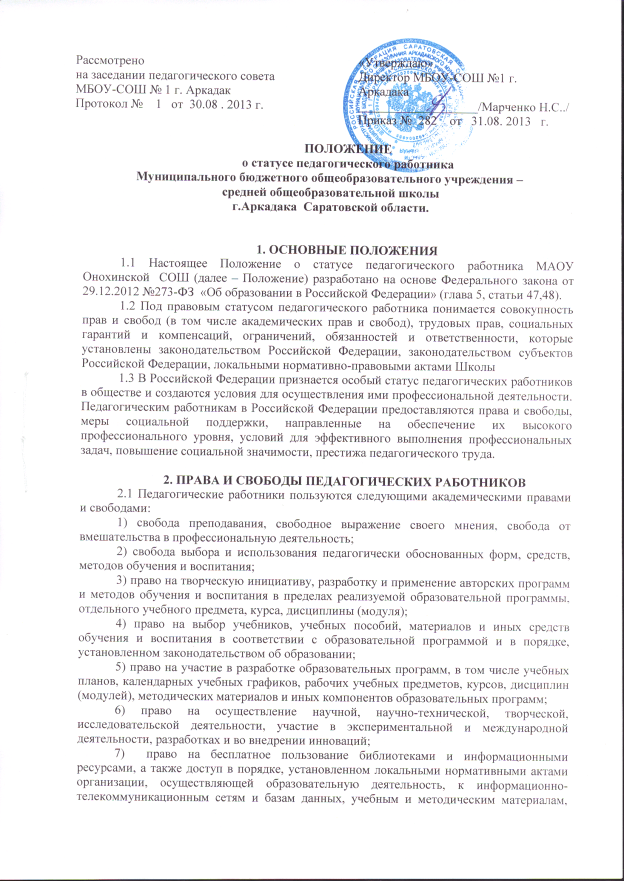 Рассмотрено
на заседании педагогического совета
МБОУ-СОШ № 1 г. Аркадак
Протокол № 1 от 30.08 . 2013 г.
«Утверждаю»
Директор МБОУ-СОШ №1 г.
Аркадака
/Марченко Н.С../
Приказ № 282 от 31.08. 2013 г.
ПОЛОЖЕНИЕ
о статусе педагогического работника
Муниципального бюджетного общеобразовательного учреждения –
средней общеобразовательной школы
г.Аркадака Саратовской области.
1. ОСНОВНЫЕ ПОЛОЖЕНИЯ
1.1 Настоящее Положение о статусе педагогического работника МАОУ
Онохинской СОШ (далее – Положение) разработано на основе Федерального закона от
29.12.2012 №273-ФЗ «Об образовании в Российской Федерации» (глава 5, статьи 47,48).
1.2 Под правовым статусом педагогического работника понимается совокупность
прав и свобод (в том числе академических прав и свобод), трудовых прав, социальных
гарантий и компенсаций, ограничений, обязанностей и ответственности, которые
установлены законодательством Российской Федерации, законодательством субъектов
Российской Федерации, локальными нормативно-правовыми актами Школы
1.3 В Российской Федерации признается особый статус педагогических работников
в обществе и создаются условия для осуществления ими профессиональной деятельности.
Педагогическим работникам в Российской Федерации предоставляются права и свободы,
меры социальной поддержки, направленные на обеспечение их высокого
профессионального уровня, условий для эффективного выполнения профессиональных
задач, повышение социальной значимости, престижа педагогического труда.
2. ПРАВА И СВОБОДЫ ПЕДАГОГИЧЕСКИХ РАБОТНИКОВ
2.1 Педагогические работники пользуются следующими академическими правами
и свободами:
1) свобода преподавания, свободное выражение своего мнения, свобода от
вмешательства в профессиональную деятельность;
2) свобода выбора и использования педагогически обоснованных форм, средств,
методов обучения и воспитания;
3) право на творческую инициативу, разработку и применение авторских программ
и методов обучения и воспитания в пределах реализуемой образовательной программы,
отдельного учебного предмета, курса, дисциплины (модуля);
4) право на выбор учебников, учебных пособий, материалов и иных средств
обучения и воспитания в соответствии с образовательной программой и в порядке,
установленном законодательством об образовании;
5) право на участие в разработке образовательных программ, в том числе учебных
планов, календарных учебных графиков, рабочих учебных предметов, курсов, дисциплин
(модулей), методических материалов и иных компонентов образовательных программ;
6) право на осуществление научной, научно-технической, творческой,
исследовательской деятельности, участие в экспериментальной и международной
деятельности, разработках и во внедрении инноваций;
7) право на бесплатное пользование библиотеками и информационными
ресурсами, а также доступ в порядке, установленном локальными нормативными актами
организации, осуществляющей образовательную деятельность, к информационно-
телекоммуникационным сетям и базам данных, учебным и методическим материалам,